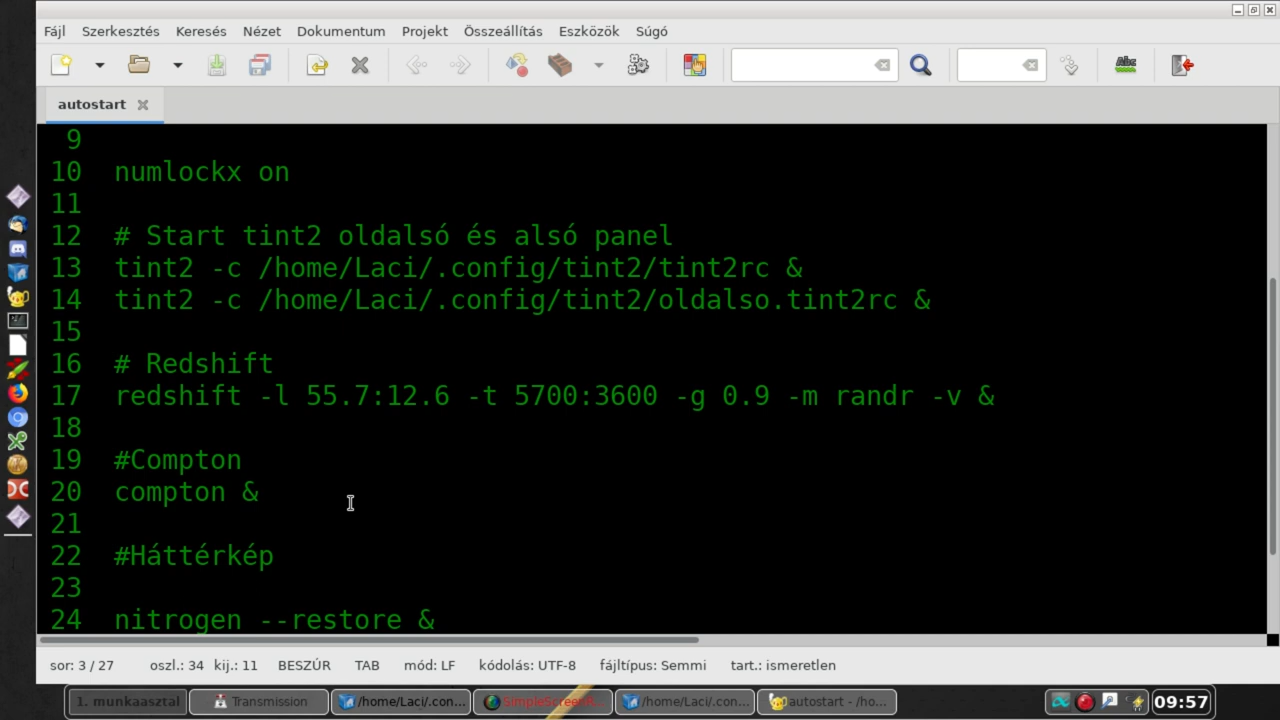 Fájl Szerkesztés Keresés Nézet Dokumentum Projekt Összeállítás Eszközök Súgó
Abc
autostart
9
10 numlockx on
11
12 # Start tint2 oldalsó és alsó panel
13 tint2 -c /home/Laci/.config/tint2/tint2rc &
14 tint2 -c /home/Laci/.config/tint2/oldalso.tint2rc &
15
16 # Redshift
17 redshift -l 55.7:12.6 -t 5700:3600 -g 0.9 -m randr -v &
18
19 #Compton
20 compton &
21
22 #Háttérkép
23
24 nitrogen --restore &
sor: 3 / 27 oszl.: 34 kij.: 11 BESZÚR TAB mód: LF kódolás: UTF-8 fájltípus: Semmi tart.: ismeretlen
1. munkaasztal Transmission /home/Laci/.con... SimpleScreenR... /home/Laci/.con... autostart - /ho... 09:57